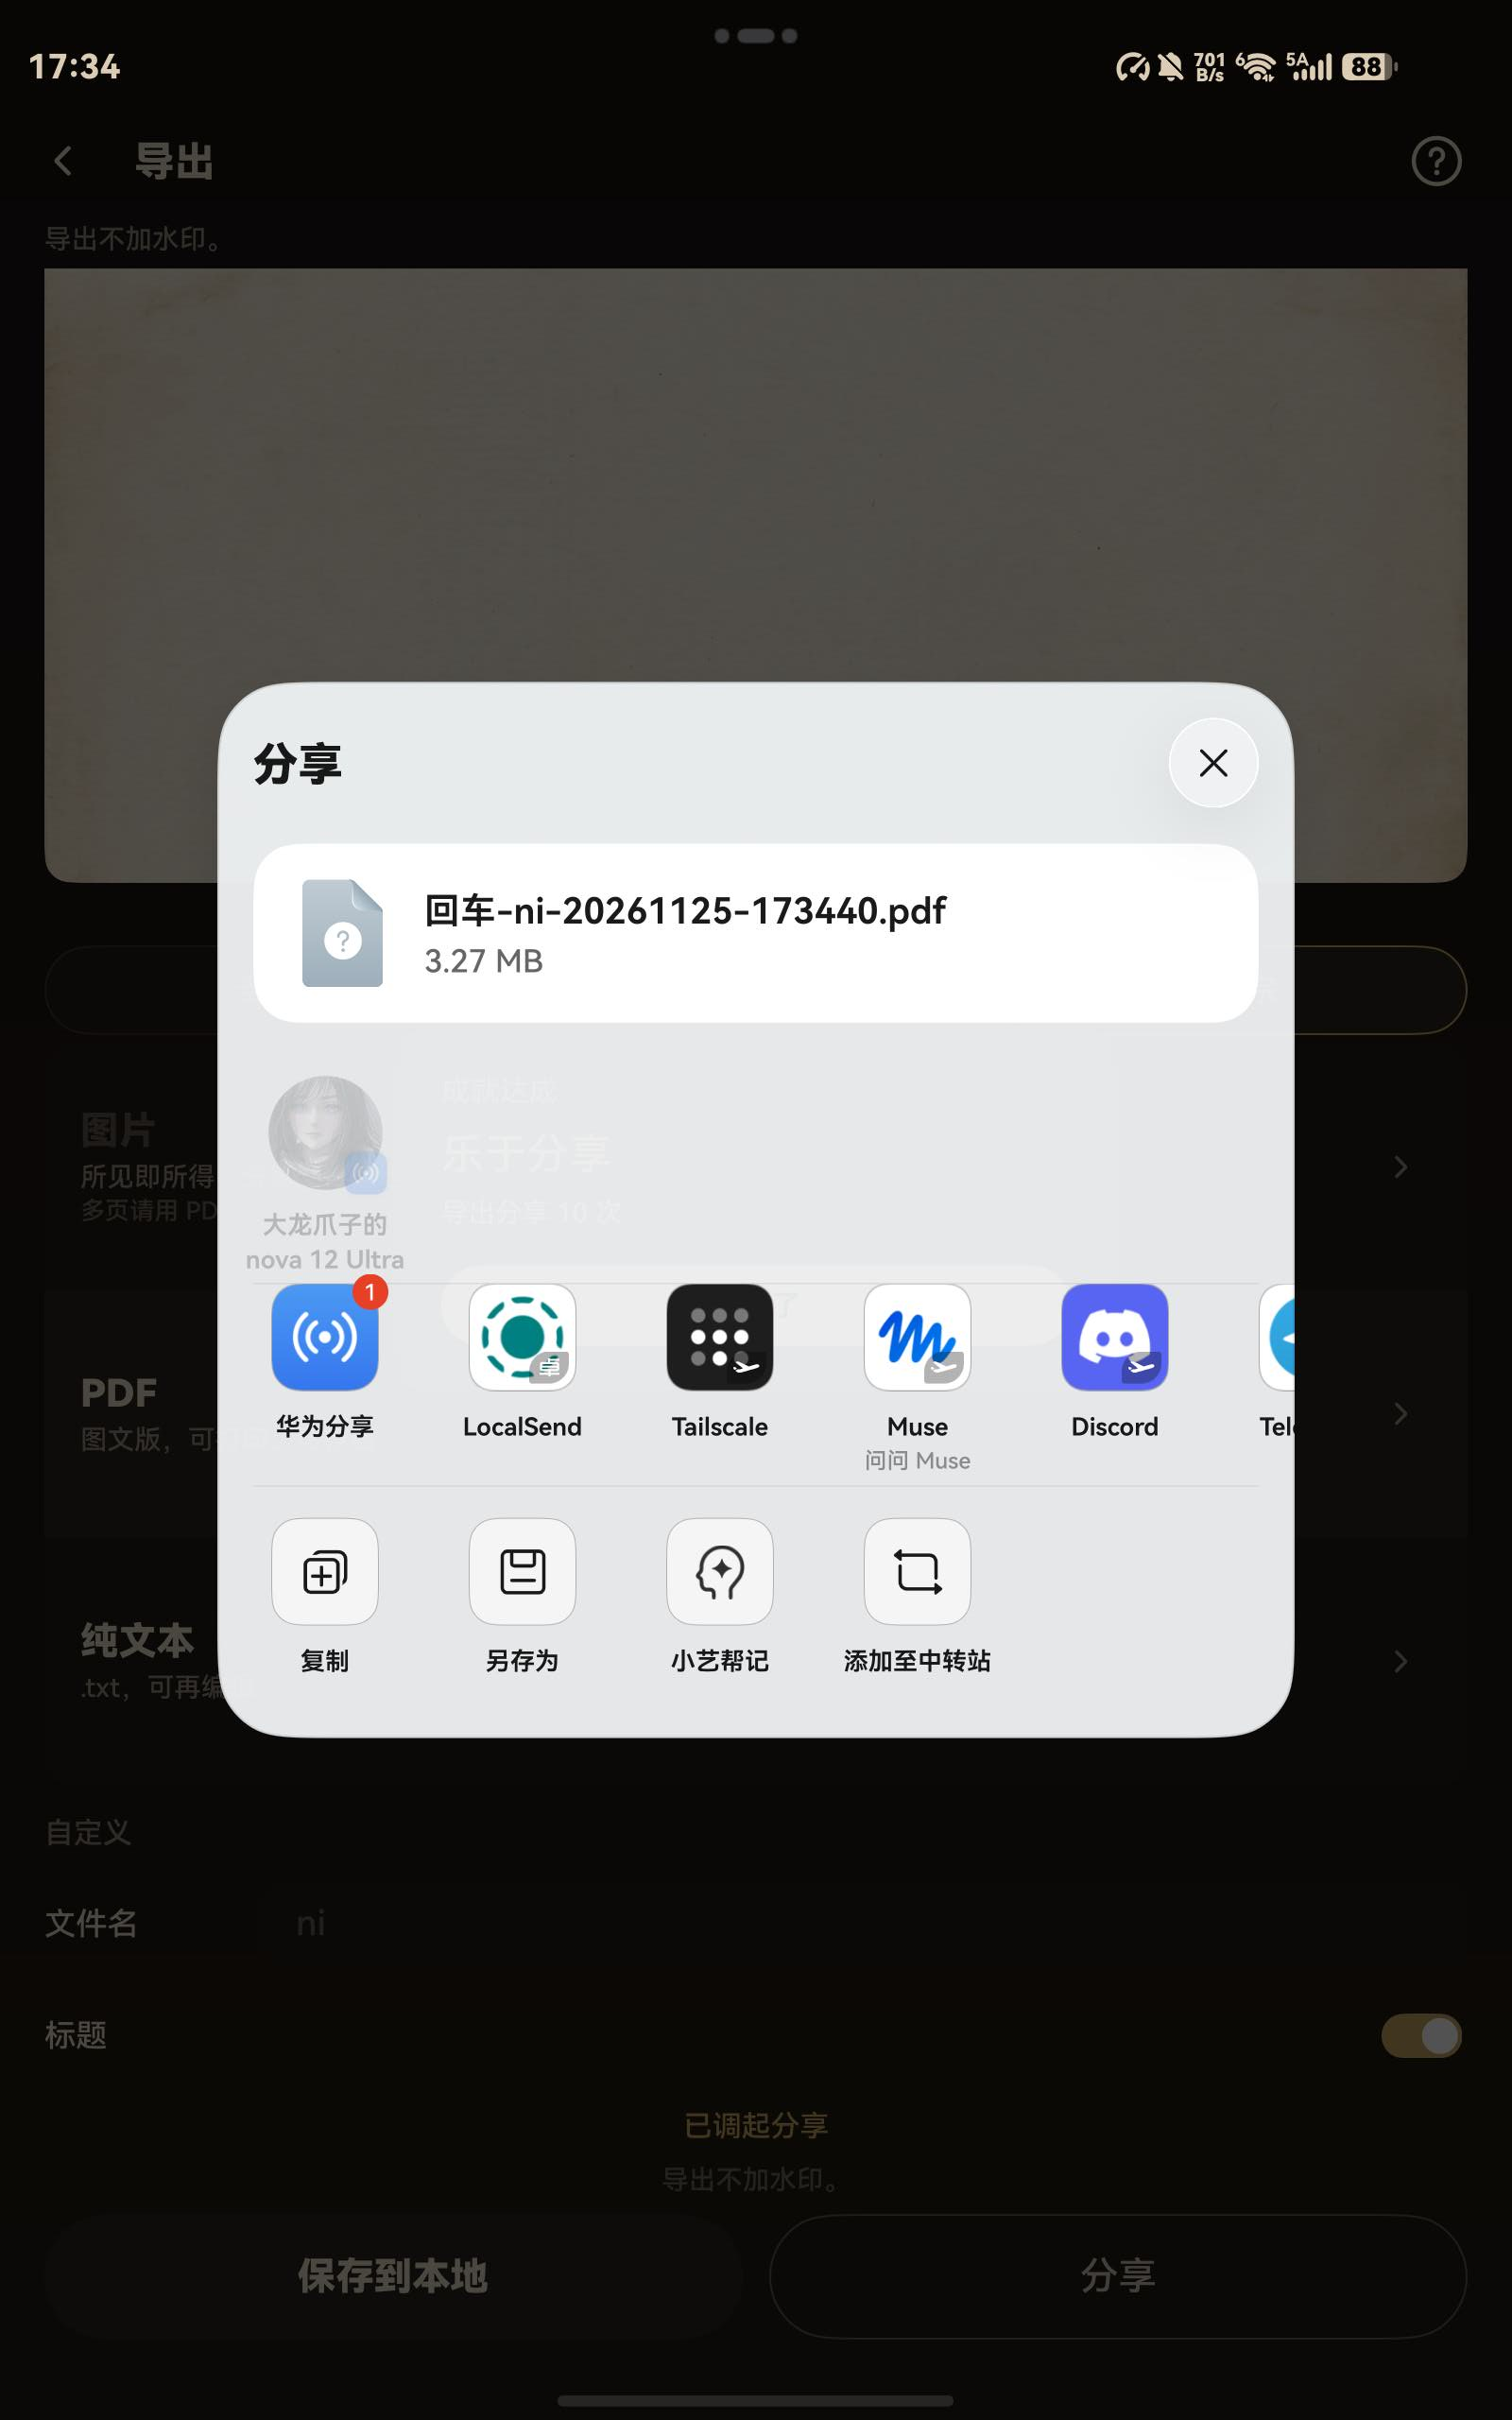 17:34
701
B/s
6
5A
88
导出
导出不加水印。
分享
回车-ni-20261125-173440.pdf
3.27 MB
成就达成
乐于分享
导出分享 10 次
大龙爪子的
nova 12 Ultra
图片
所见即所得
多页请用 PD
1
卓
华为分享
LocalSend
Tailscale
Muse
Discord
Tel
问问 Muse
PDF
图文版，可
复制
另存为
小艺帮记
添加至中转站
纯文本
.txt，可再编
自定义
文件名
ni
标题
已调起分享
导出不加水印。
保存到本地
分享